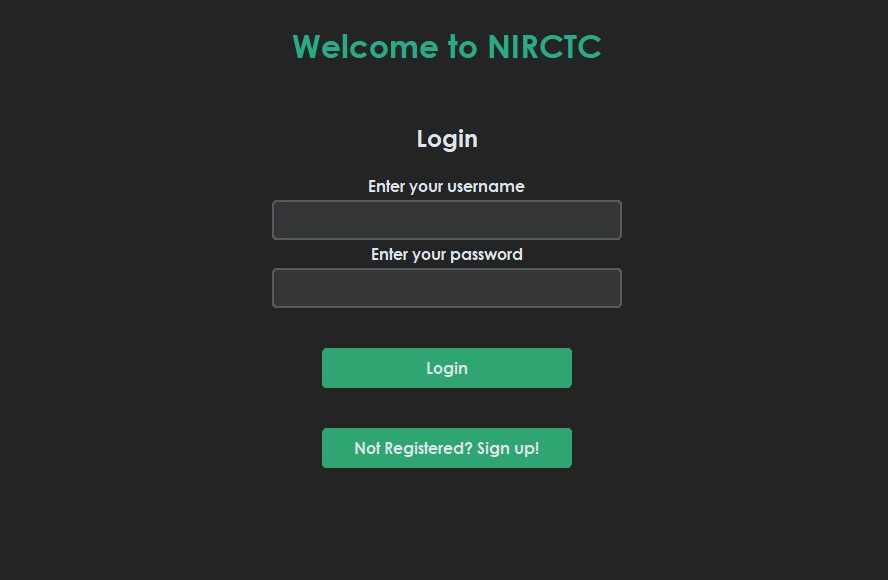 Welcome to NIRCTC
Login
Enter your username
Enter your password
Login
Not Registered? Sign up!